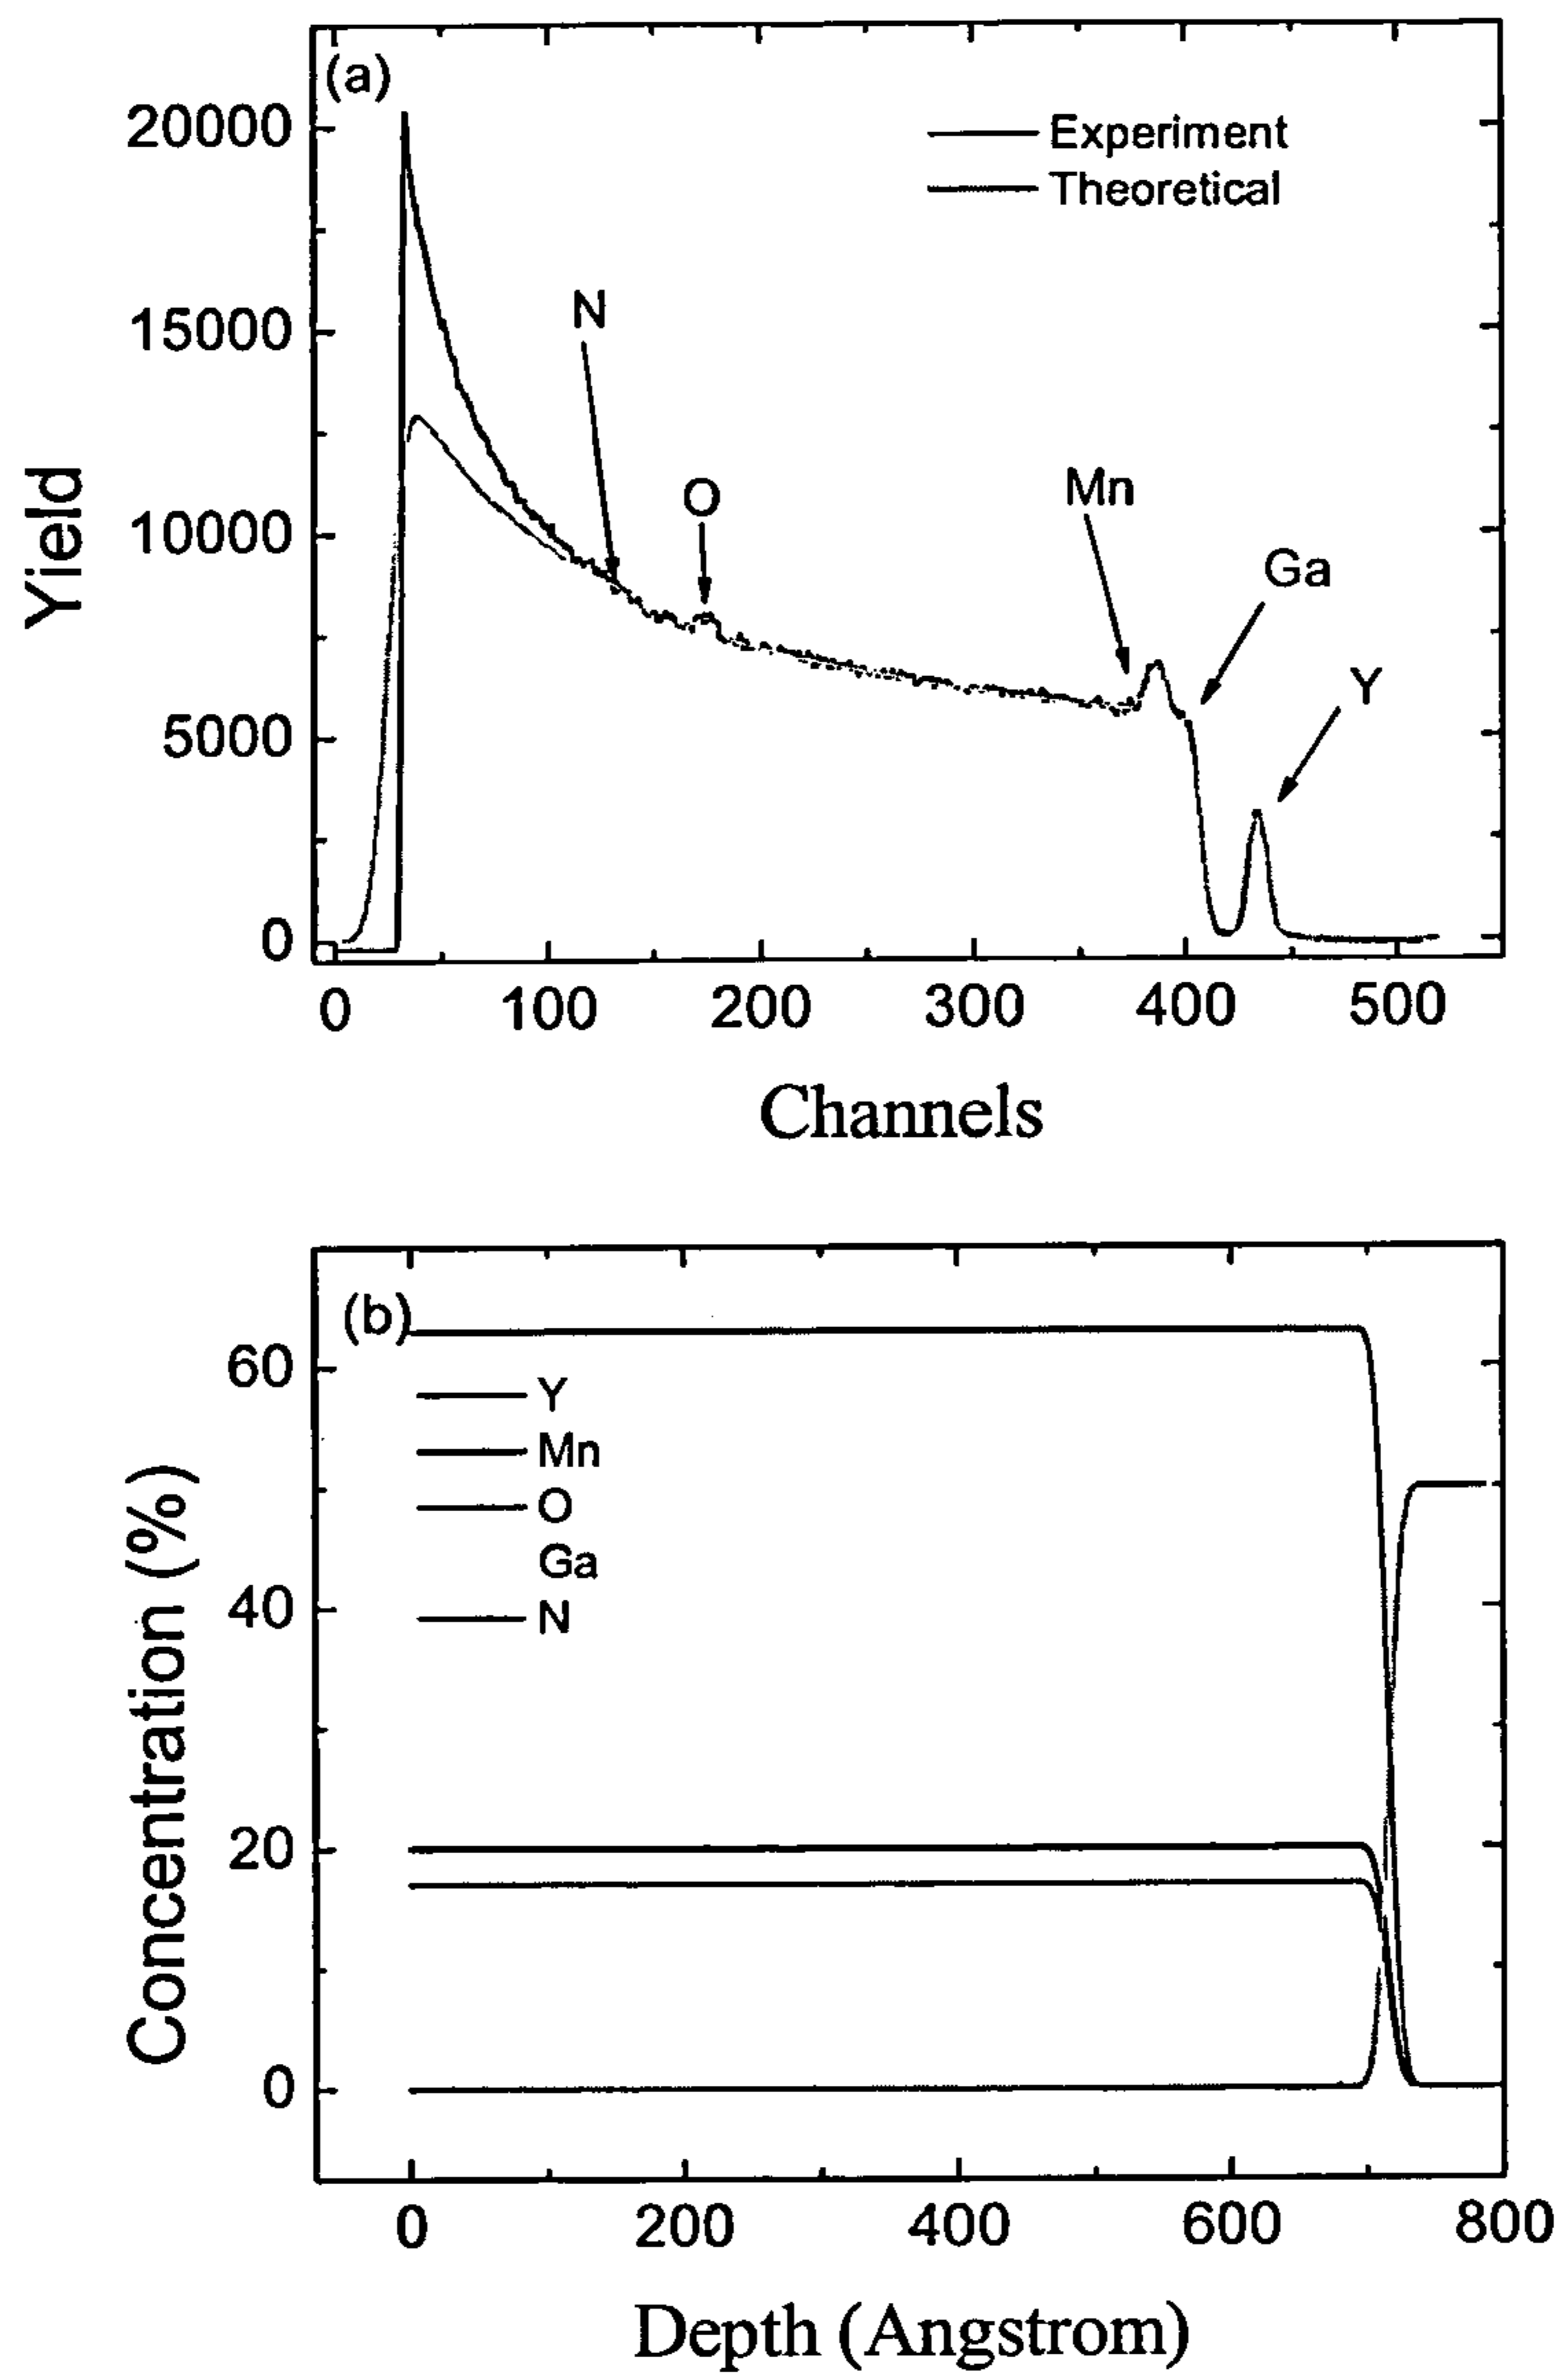 (a)
20000
15000
10000
5000
0
Yield
Experiment
Theoretical
N
O
Mn
Ga
Y
0 100 200 300 400 500
Channels
(b)
60
40
20
0
Concentration (%)
Y
Mn
O
Ga
N
0 200 400 600 800
Depth (Angstrom)